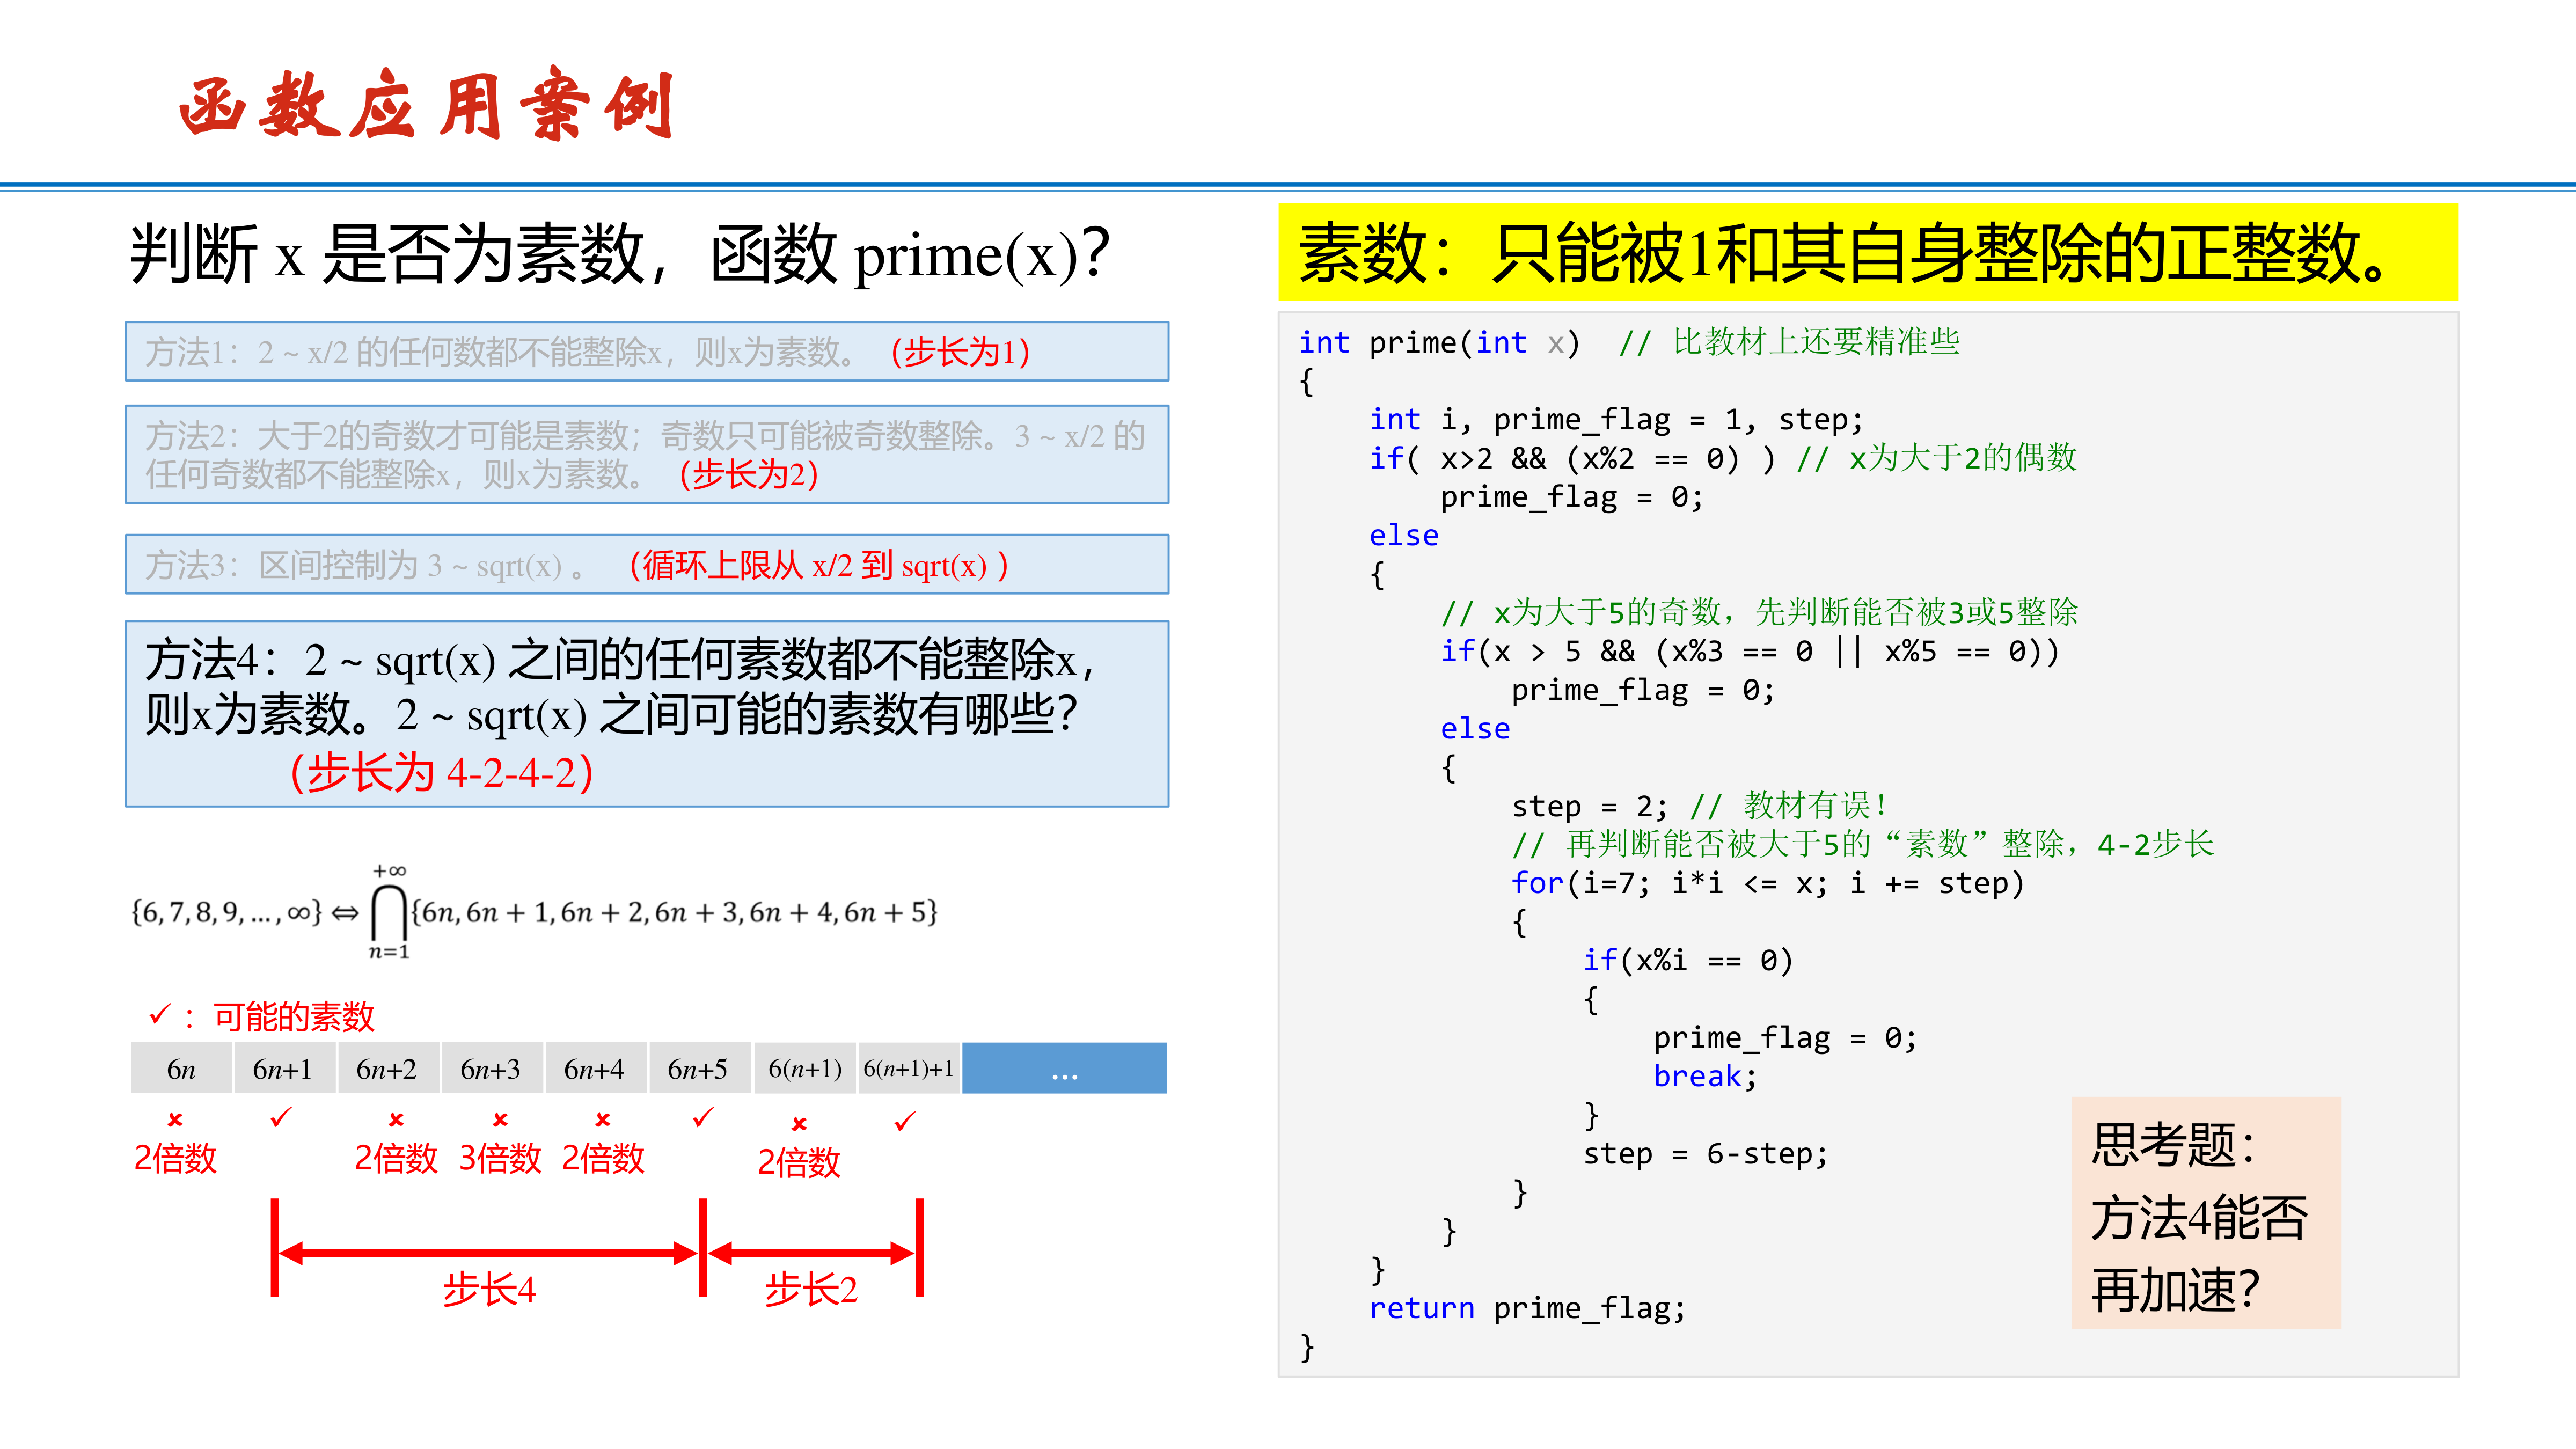 函数应用案例
判断 x 是否为素数，函数 prime(x)？
方法1：2 ~ x/2 的任何数都不能整除x，则x为素数。（步长为1）
方法2：大于2的奇数才可能是素数；奇数只可能被奇数整除。3 ~ x/2 的
任何奇数都不能整除x，则x为素数。（步长为2）
方法3：区间控制为 3 ~ sqrt(x) 。（循环上限从 x/2 到 sqrt(x) ）
方法4：2 ~ sqrt(x) 之间的任何素数都不能整除x，
则x为素数。2 ~ sqrt(x) 之间可能的素数有哪些？
（步长为 4-2-4-2）
+∞
{6, 7, 8, 9, … , ∞} ⇔ ⋂{6n, 6n + 1, 6n + 2, 6n + 3, 6n + 4, 6n + 5}
n=1
✓ ：可能的素数
6n 6n+1 6n+2 6n+3 6n+4 6n+5 6(n+1) 6(n+1)+1 …
✘ ✓ ✘ ✘ ✘ ✓ ✘ ✓
2倍数 2倍数 3倍数 2倍数 2倍数
步长4 步长2
素数：只能被1和其自身整除的正整数。
int prime(int x)  // 比教材上还要精准些
{
    int i, prime_flag = 1, step;
    if( x>2 && (x%2 == 0) ) // x为大于2的偶数
        prime_flag = 0;
    else
    {
        // x为大于5的奇数，先判断能否被3或5整除
        if(x > 5 && (x%3 == 0 || x%5 == 0))
            prime_flag = 0;
        else
        {
            step = 2; // 教材有误！
            // 再判断能否被大于5的“素数”整除，4-2步长
            for(i=7; i*i <= x; i += step)
            {
                if(x%i == 0)
                {
                    prime_flag = 0;
                    break;
                }
                step = 6-step;
            }
        }
    }
    return prime_flag;
}
思考题：
方法4能否
再加速？